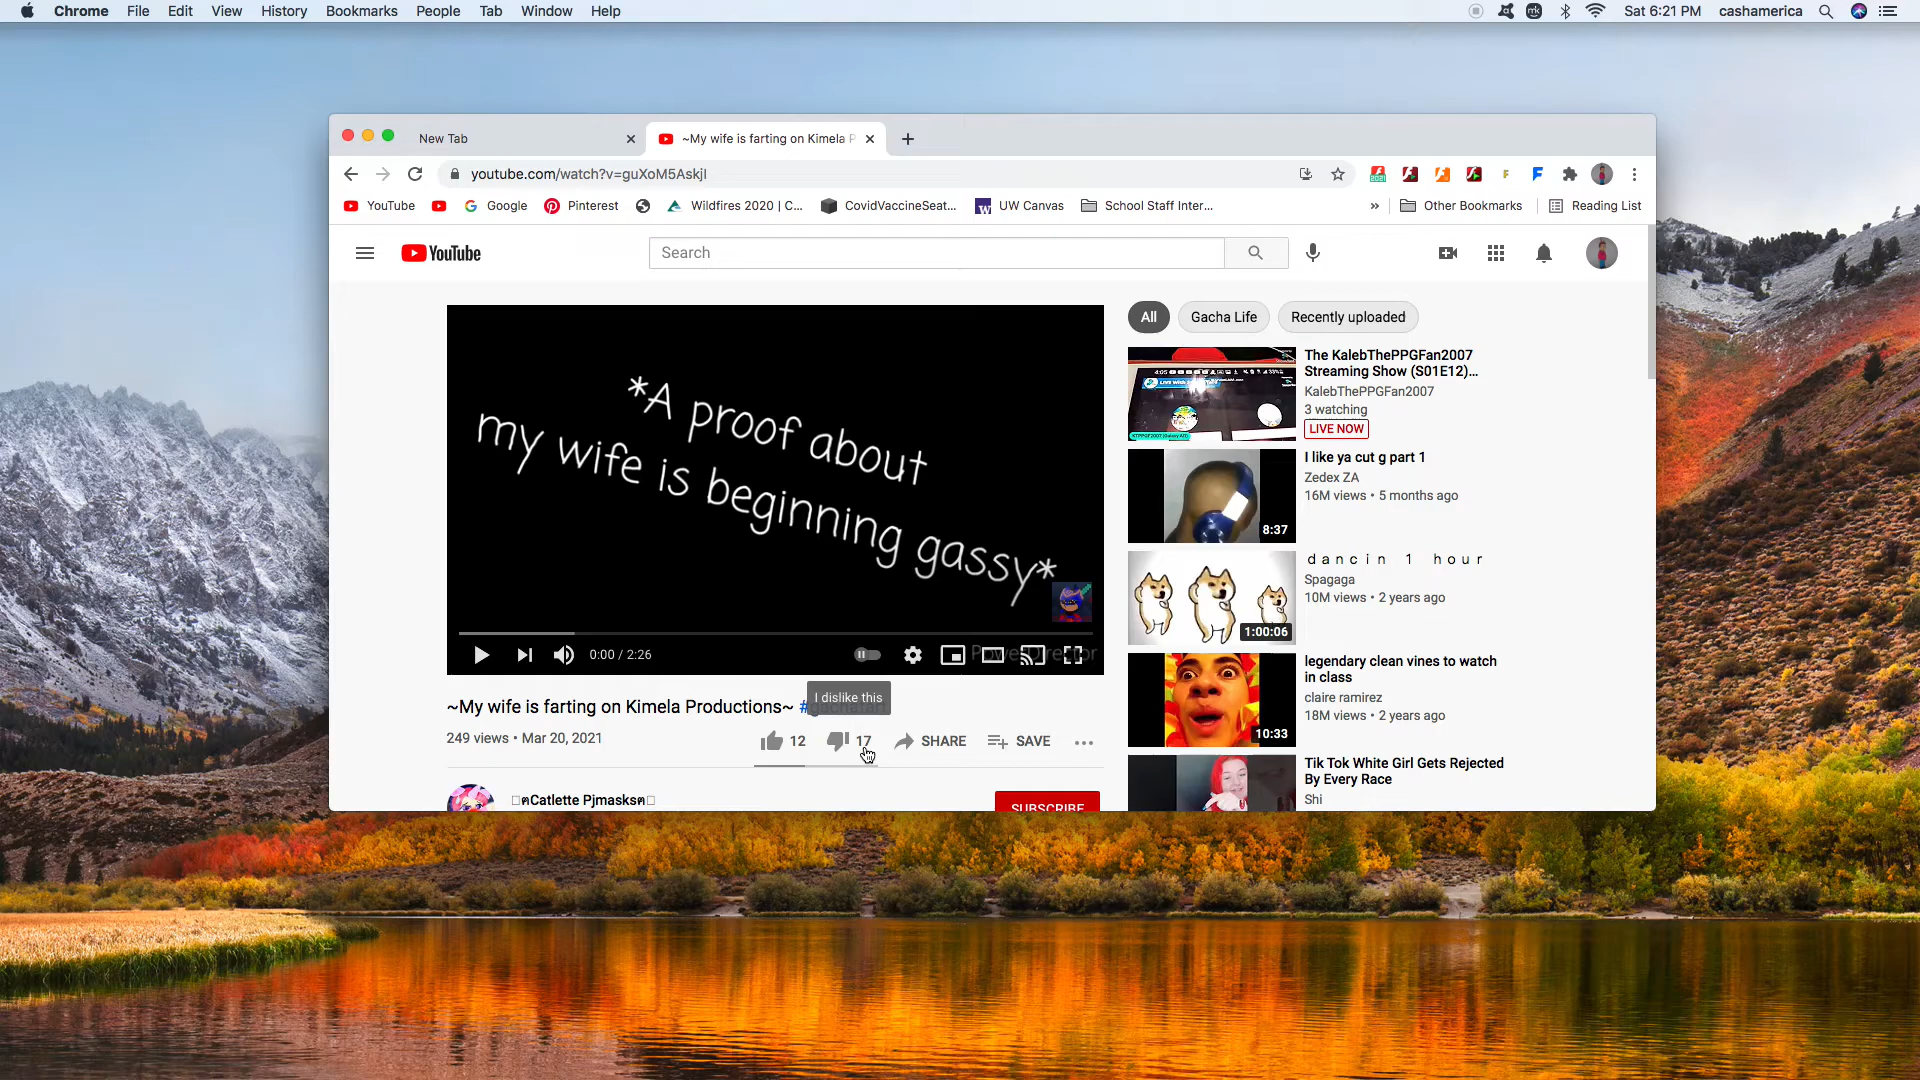 Chrome File Edit View History Bookmarks People Tab Window Help
Sat 6:21 PM cashamerica
New Tab
~My wife is farting on Kimela P
youtube.com/watch?v=guXoM5AskjI
YouTube Google Pinterest Wildfires 2020 | C... CovidVaccineSeat... UW Canvas School Staff Inter... » Other Bookmarks Reading List
YouTube
Search
*A proof about
my wife is beginning gassy*
0:00 / 2:26
PowerDirector
I dislike this
~My wife is farting on Kimela Productions~
249 views • Mar 20, 2021
12 17 SHARE SAVE
Catlette Pjmasks
SUBSCRIBE
All Gacha Life Recently uploaded
The KalebThePPGFan2007
Streaming Show (S01E12)...
KalebThePPGFan2007
3 watching
LIVE NOW
I like ya cut g part 1
Zedex ZA
16M views • 5 months ago
8:37
dancin 1 hour
Spagaga
10M views • 2 years ago
1:00:06
legendary clean vines to watch
in class
claire ramirez
18M views • 2 years ago
10:33
Tik Tok White Girl Gets Rejected
By Every Race
Shi